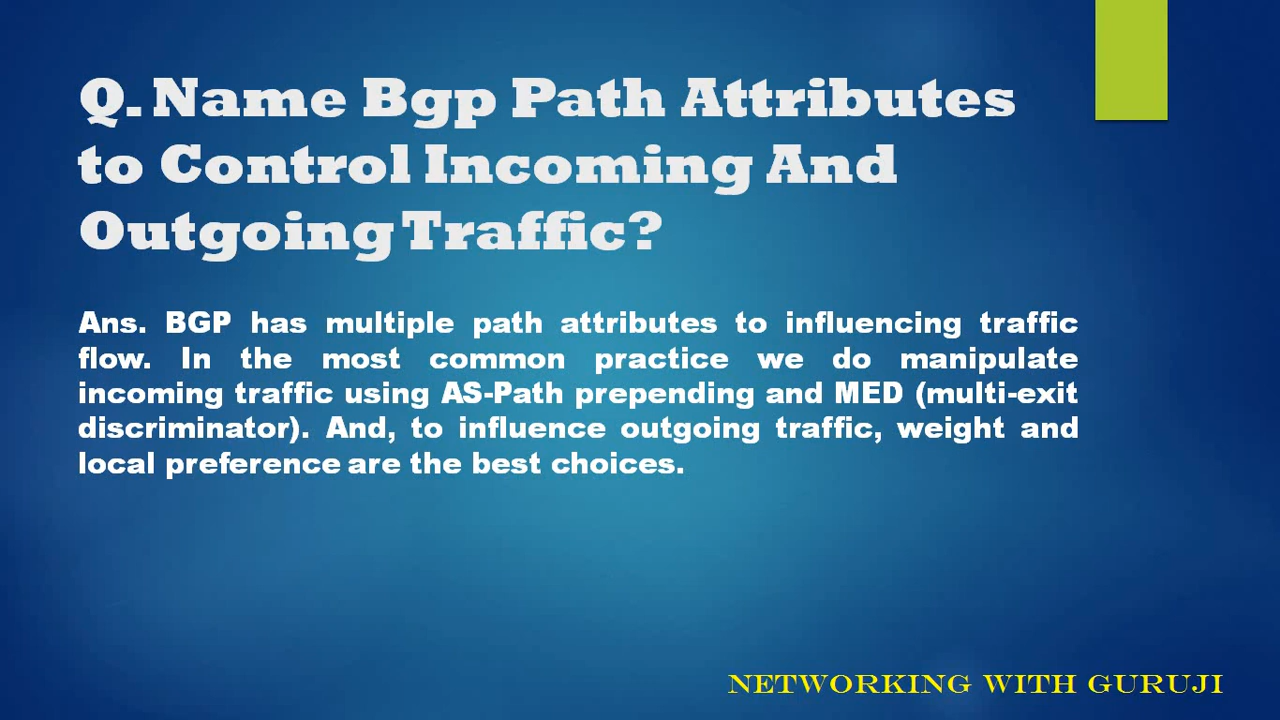 Q. Name Bgp Path Attributes
to Control Incoming And
Outgoing Traffic?
Ans. BGP has multiple path attributes to influencing traffic
flow. In the most common practice we do manipulate
incoming traffic using AS-Path prepending and MED (multi-exit
discriminator). And, to influence outgoing traffic, weight and
local preference are the best choices.
NETWORKING WITH GURUJI